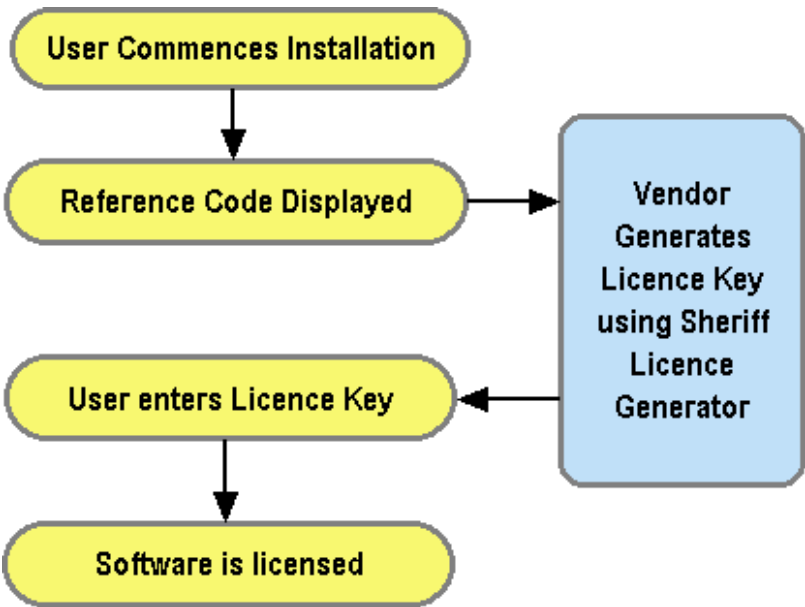 User Commences Installation
Reference Code Displayed
Vendor
Generates
Licence Key
using Sheriff
Licence
Generator
User enters Licence Key
Software is licensed